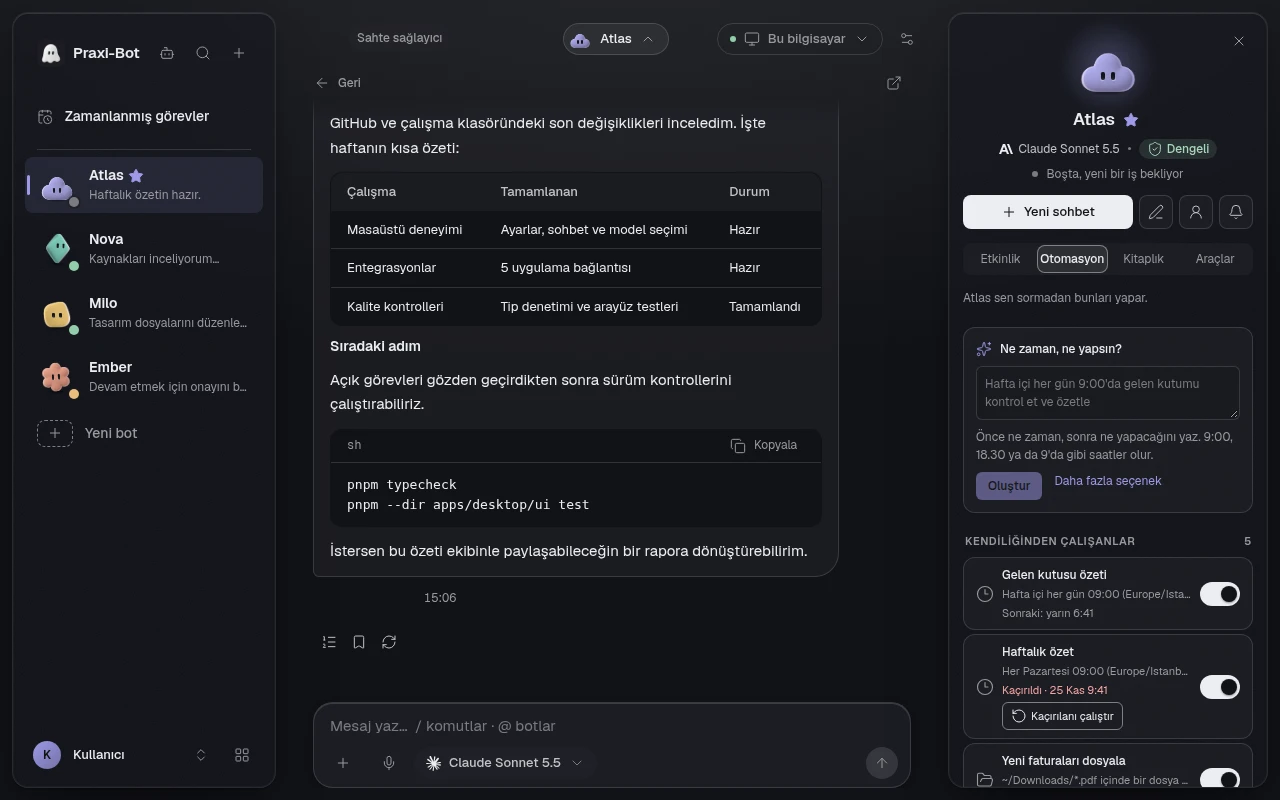 Praxi-Bot
Zamanlanmış görevler
Atlas
Haftalık özetin hazır.
Nova
Kaynakları inceliyorum…
Milo
Tasarım dosyalarını düzenle…
Ember
Devam etmek için onayını b…
Yeni bot
K
Kullanıcı
Sahte sağlayıcı
Atlas
Bu bilgisayar
Geri
GitHub ve çalışma klasöründeki son değişiklikleri inceledim. İşte
haftanın kısa özeti:
Çalışma Tamamlanan Durum
Masaüstü deneyimi Ayarlar, sohbet ve model seçimi Hazır
Entegrasyonlar 5 uygulama bağlantısı Hazır
Kalite kontrolleri Tip denetimi ve arayüz testleri Tamamlandı
Sıradaki adım
Açık görevleri gözden geçirdikten sonra sürüm kontrollerini
çalıştırabiliriz.
sh Kopyala
pnpm typecheck
pnpm --dir apps/desktop/ui test
İstersen bu özeti ekibinle paylaşabileceğin bir rapora dönüştürebilirim.
15:06
Mesaj yaz… / komutlar · @ botlar
Claude Sonnet 5.5
Atlas
Claude Sonnet 5.5 • Dengeli
Boşta, yeni bir iş bekliyor
Yeni sohbet
Etkinlik Otomasyon Kitaplık Araçlar
Atlas sen sormadan bunları yapar.
Ne zaman, ne yapsın?
Hafta içi her gün 9:00'da gelen kutumu
kontrol et ve özetle
Önce ne zaman, sonra ne yapacağını yaz. 9:00,
18.30 ya da 9'da gibi saatler olur.
Oluştur Daha fazla seçenek
KENDİLİĞİNDEN ÇALIŞANLAR 5
Gelen kutusu özeti
Hafta içi her gün 09:00 (Europe/Ista…
Sonraki: yarın 6:41
Haftalık özet
Her Pazartesi 09:00 (Europe/Istanb…
Kaçırıldı · 25 Kas 9:41
Kaçırılanı çalıştır
Yeni faturaları dosyala
~/Downloads/*.pdf içinde bir dosya …